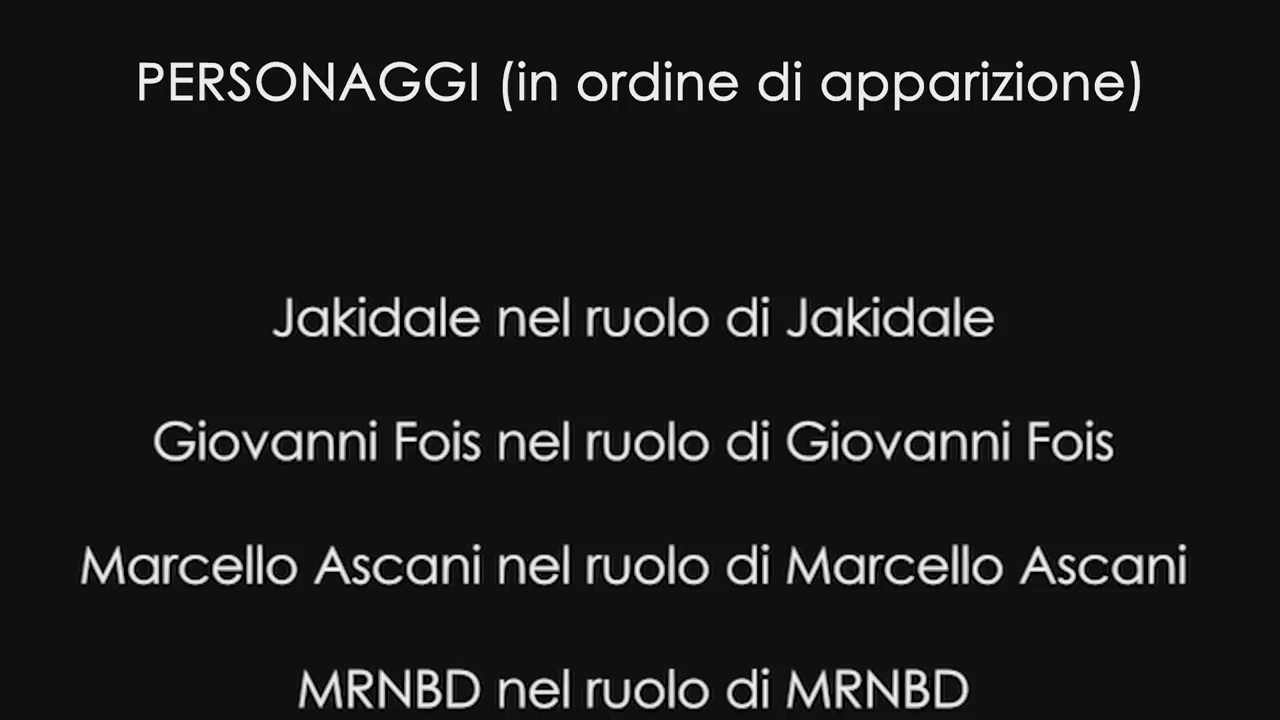 PERSONAGGI (in ordine di apparizione)
Jakidale nel ruolo di Jakidale
Giovanni Fois nel ruolo di Giovanni Fois
Marcello Ascani nel ruolo di Marcello Ascani
MRNBD nel ruolo di MRNBD